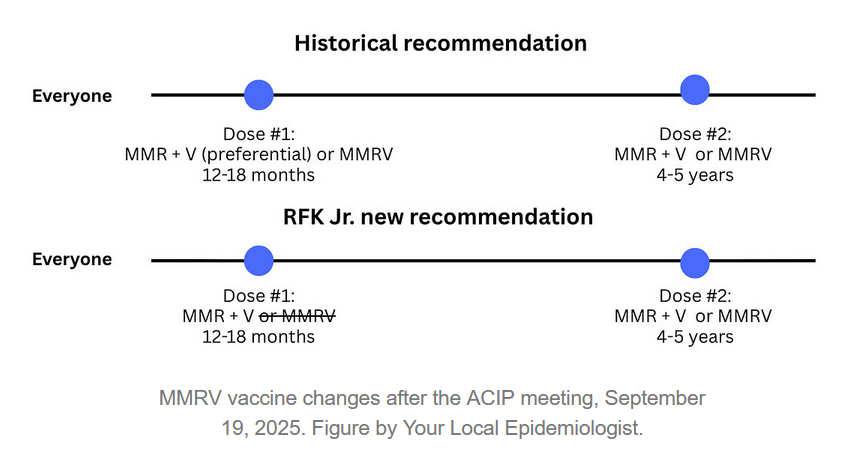 Historical recommendation
Everyone
Dose #1:
MMR + V (preferential) or MMRV
12-18 months
Dose #2:
MMR + V or MMRV
4-5 years
RFK Jr. new recommendation
Everyone
Dose #1:
MMR + V or MMRV
12-18 months
Dose #2:
MMR + V or MMRV
4-5 years
MMRV vaccine changes after the ACIP meeting, September
19, 2025. Figure by Your Local Epidemiologist.